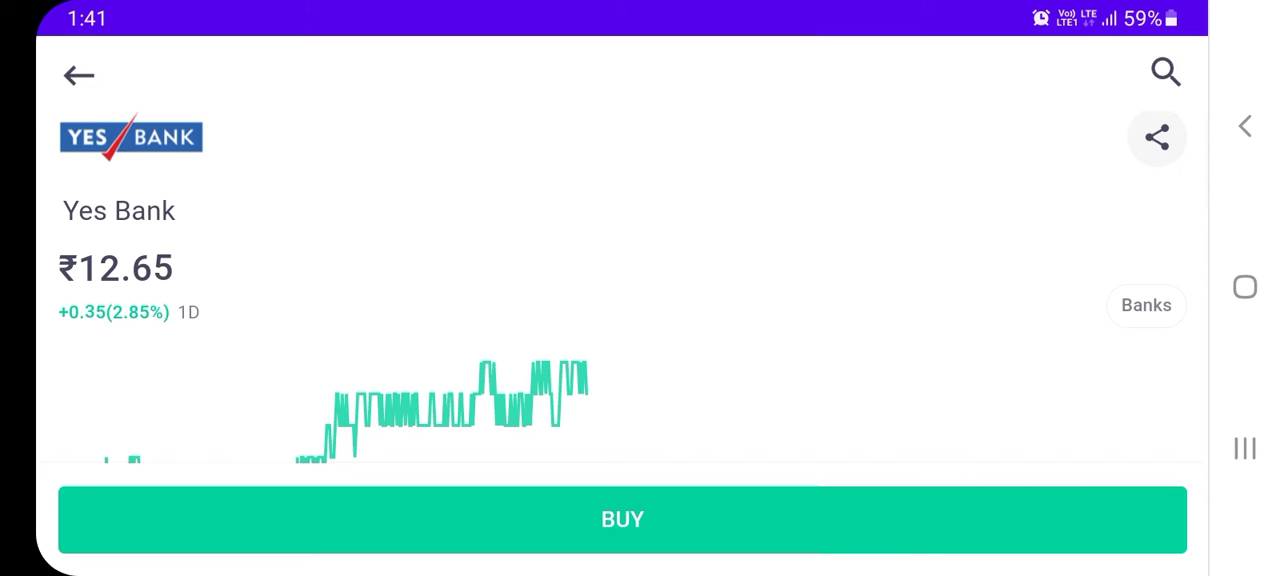 1:41
Vo)) LTE
LTE1
59%
YES BANK
Yes Bank
₹12.65
+0.35(2.85%) 1D
Banks
BUY